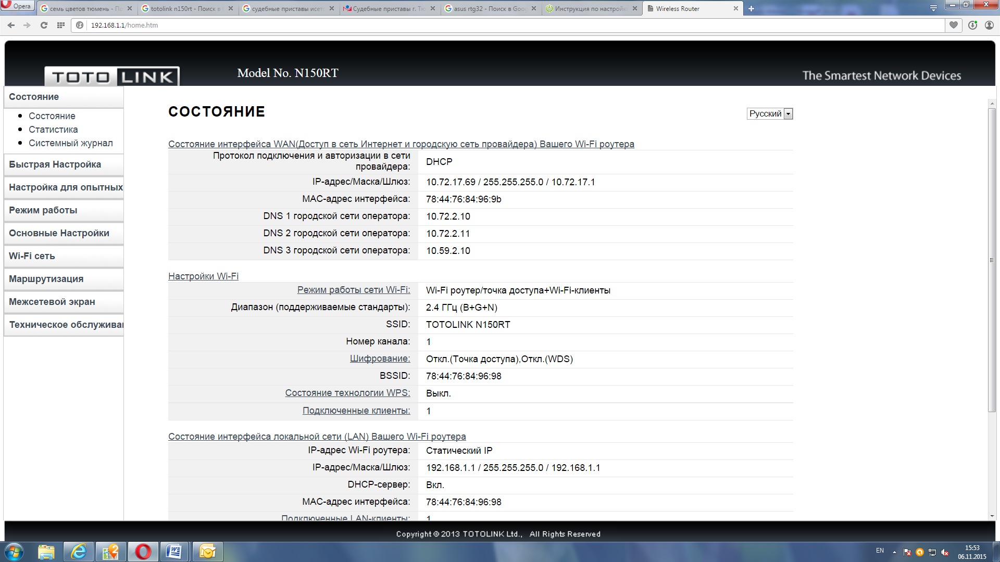 Opera
семь цветов тюмень - По
totolink n150rt - Поиск в
судебные приставы исет
Судебные приставы г. Тю
asus rtg32 - Поиск в Goo
Инструкция по настройк
Wireless Router
192.168.1.1/home.htm
TOTO LINK
Model No. N150RT
The Smartest Network Devices
Состояние
Состояние
Статистика
Системный журнал
Быстрая Настройка
Настройка для опытных
Режим работы
Основные Настройки
Wi-Fi сеть
Маршрутизация
Межсетевой экран
Техническое обслужива
СОСТОЯНИЕ
Русский
Состояние интерфейса WAN(Доступ в сеть Интернет и городскую сеть провайдера) Вашего Wi-Fi роутера
Протокол подключения и авторизации в сети
провайдера:
DHCP
IP-адрес/Маска/Шлюз: 10.72.17.69 / 255.255.255.0 / 10.72.17.1
MAC-адрес интерфейса: 78:44:76:84:96:9b
DNS 1 городской сети оператора: 10.72.2.10
DNS 2 городской сети оператора: 10.72.2.11
DNS 3 городской сети оператора: 10.59.2.10
Настройки Wi-Fi
Режим работы сети Wi-Fi: Wi-Fi роутер/точка доступа+Wi-Fi-клиенты
Диапазон (поддерживаемые стандарты): 2.4 ГГц (B+G+N)
SSID: TOTOLINK N150RT
Номер канала: 1
Шифрование: Откл.(Точка доступа),Откл.(WDS)
BSSID: 78:44:76:84:96:98
Состояние технологии WPS: Выкл.
Подключенные клиенты: 1
Состояние интерфейса локальной сети (LAN) Вашего Wi-Fi роутера
IP-адрес Wi-Fi роутера: Статический IP
IP-адрес/Маска/Шлюз: 192.168.1.1 / 255.255.255.0 / 192.168.1.1
DHCP-сервер: Вкл.
MAC-адрес интерфейса: 78:44:76:84:96:98
Подключенные LAN-клиенты: 1
Copyright © 2013 TOTOLINK Ltd., All Rights Reserved
EN
15:53
06.11.2015